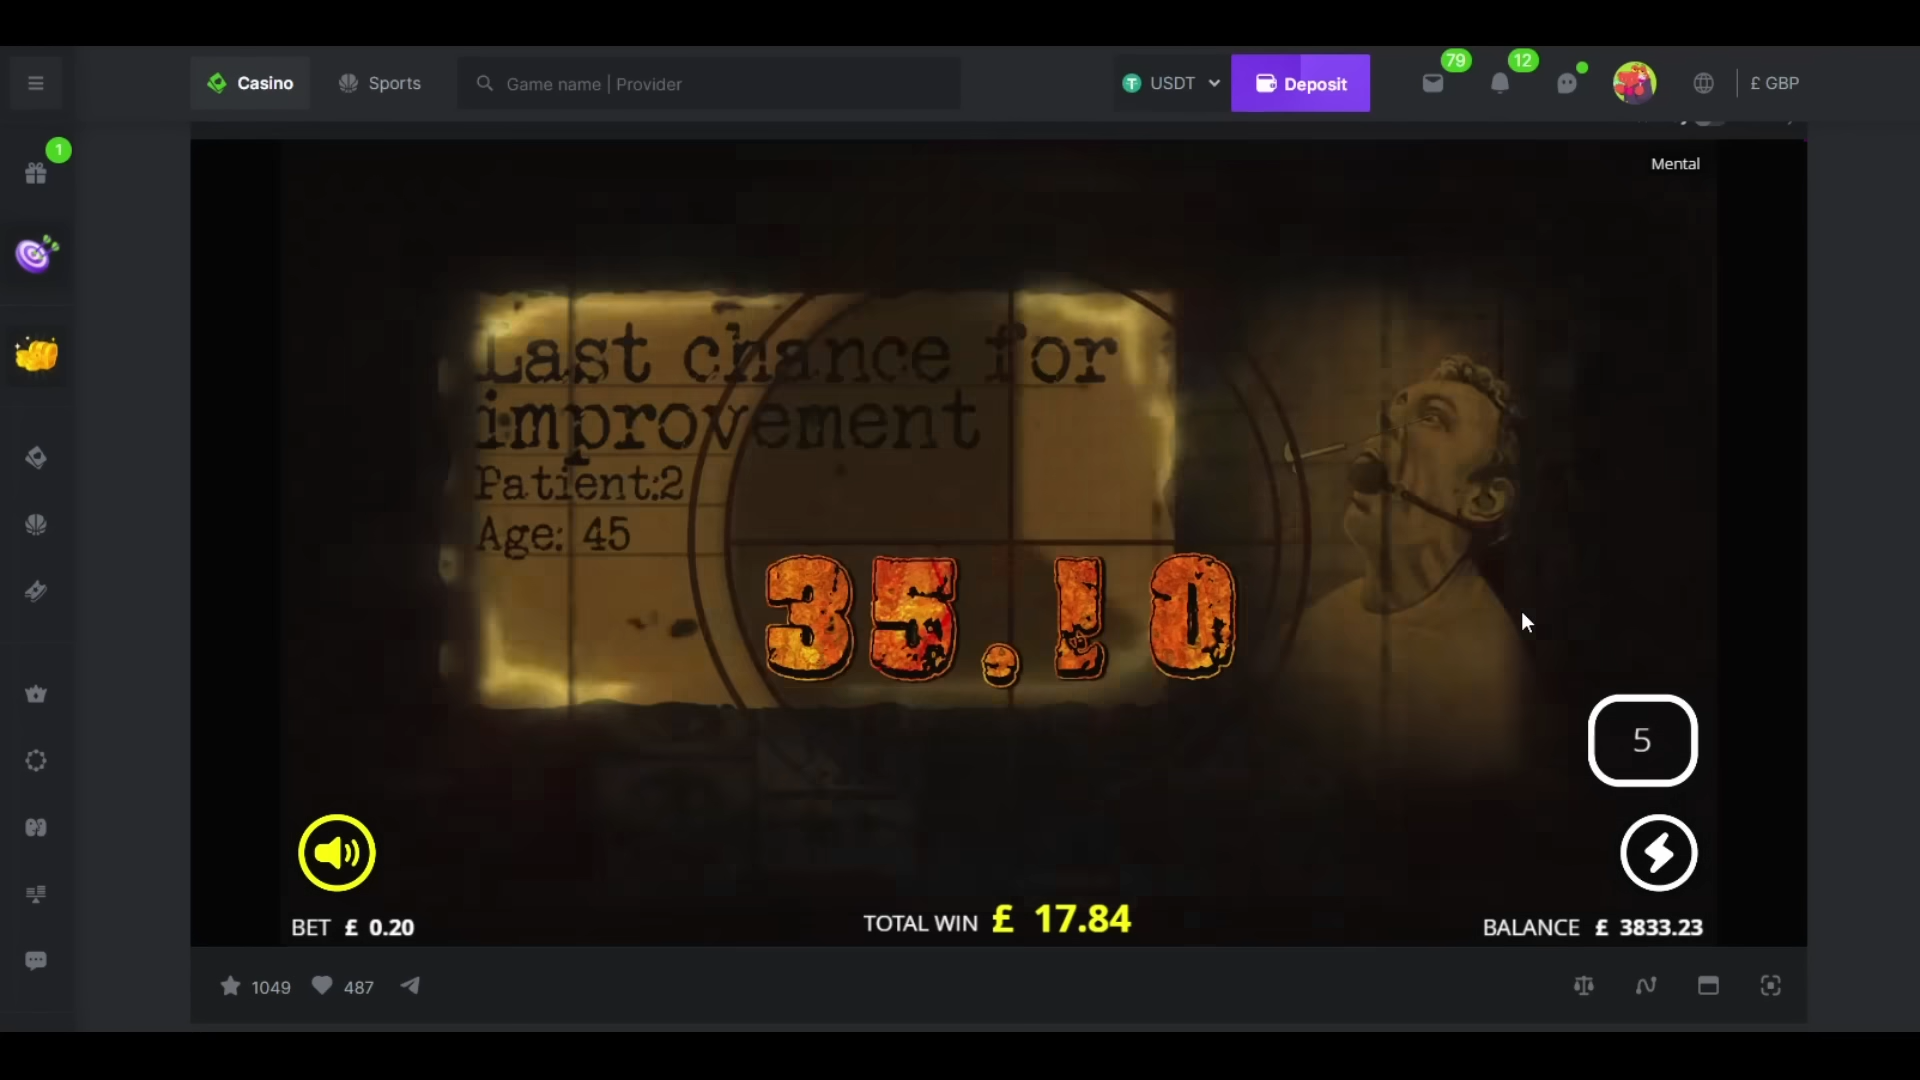 Casino
Sports
Game name | Provider
USDT
Deposit
79
12
£ GBP
1
Mental
Last chance for
improvement
Patient:2
Age: 45
35.10
5
BET £ 0.20
TOTAL WIN £ 17.84
BALANCE £ 3833.23
1049
487